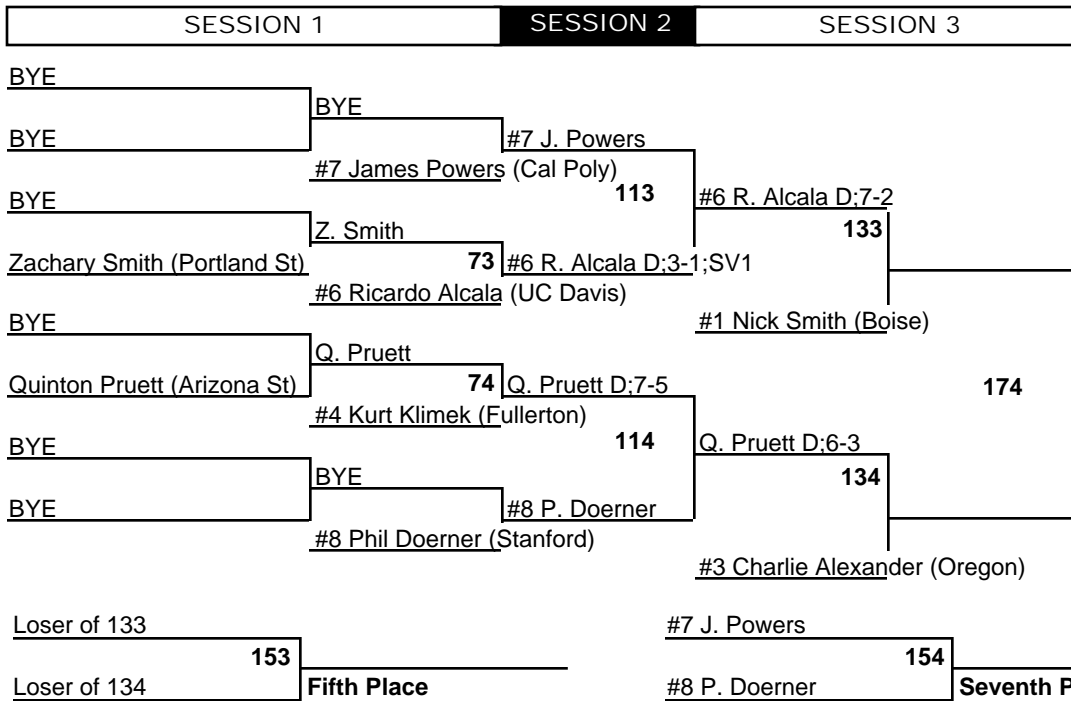 SESSION 1 SESSION 2 SESSION 3
BYE
BYE
BYE #7 J. Powers
#7 James Powers (Cal Poly)
113 #6 R. Alcala D;7-2
BYE
133
Z. Smith
Zachary Smith (Portland St) 73 #6 R. Alcala D;3-1;SV1
#6 Ricardo Alcala (UC Davis)
BYE #1 Nick Smith (Boise)
Q. Pruett
Quinton Pruett (Arizona St) 74 Q. Pruett D;7-5 174
#4 Kurt Klimek (Fullerton)
BYE 114 Q. Pruett D;6-3
BYE 134
BYE #8 P. Doerner
#8 Phil Doerner (Stanford)
#3 Charlie Alexander (Oregon)
Loser of 133 #7 J. Powers
153 154
Loser of 134 Fifth Place #8 P. Doerner Seventh P